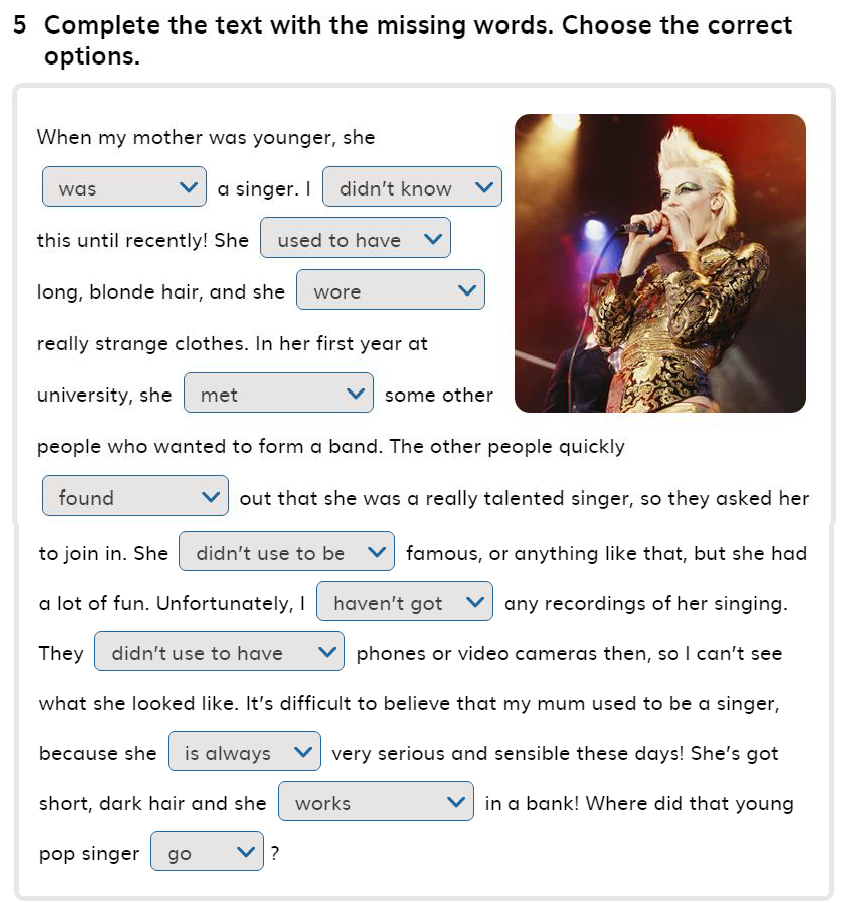 5 Complete the text with the missing words. Choose the correct
options.
When my mother was younger, she
was a singer. I didn't know
this until recently! She used to have
long, blonde hair, and she wore
really strange clothes. In her first year at
university, she met some other
people who wanted to form a band. The other people quickly
found out that she was a really talented singer, so they asked her
to join in. She didn't use to be famous, or anything like that, but she had
a lot of fun. Unfortunately, I haven't got any recordings of her singing.
They didn't use to have phones or video cameras then, so I can't see
what she looked like. It's difficult to believe that my mum used to be a singer,
because she is always very serious and sensible these days! She's got
short, dark hair and she works in a bank! Where did that young
pop singer go ?